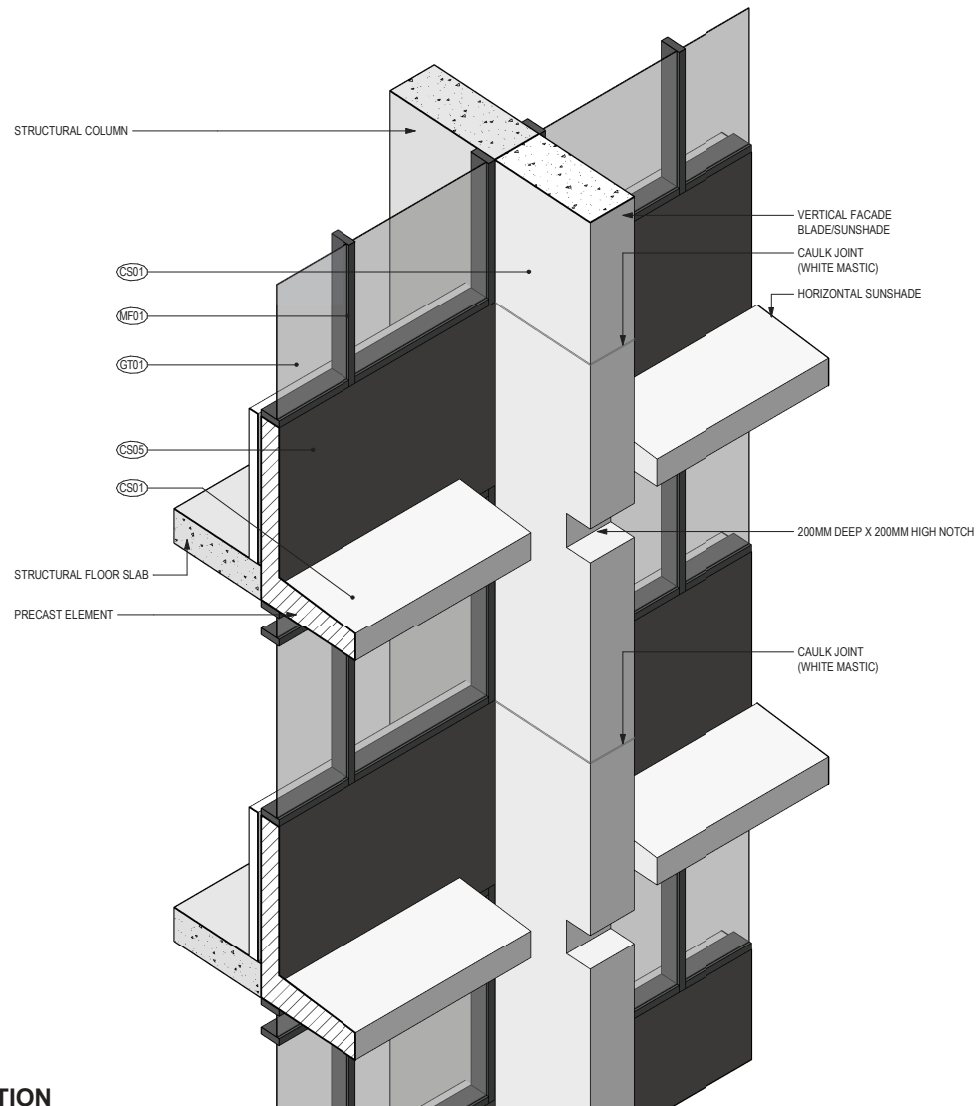 STRUCTURAL COLUMN
VERTICAL FACADE
BLADE/SUNSHADE
CAULK JOINT
(WHITE MASTIC)
CS01
HORIZONTAL SUNSHADE
MF01
GT01
CS05
CS01
200MM DEEP X 200MM HIGH NOTCH
STRUCTURAL FLOOR SLAB
PRECAST ELEMENT
CAULK JOINT
(WHITE MASTIC)
TION